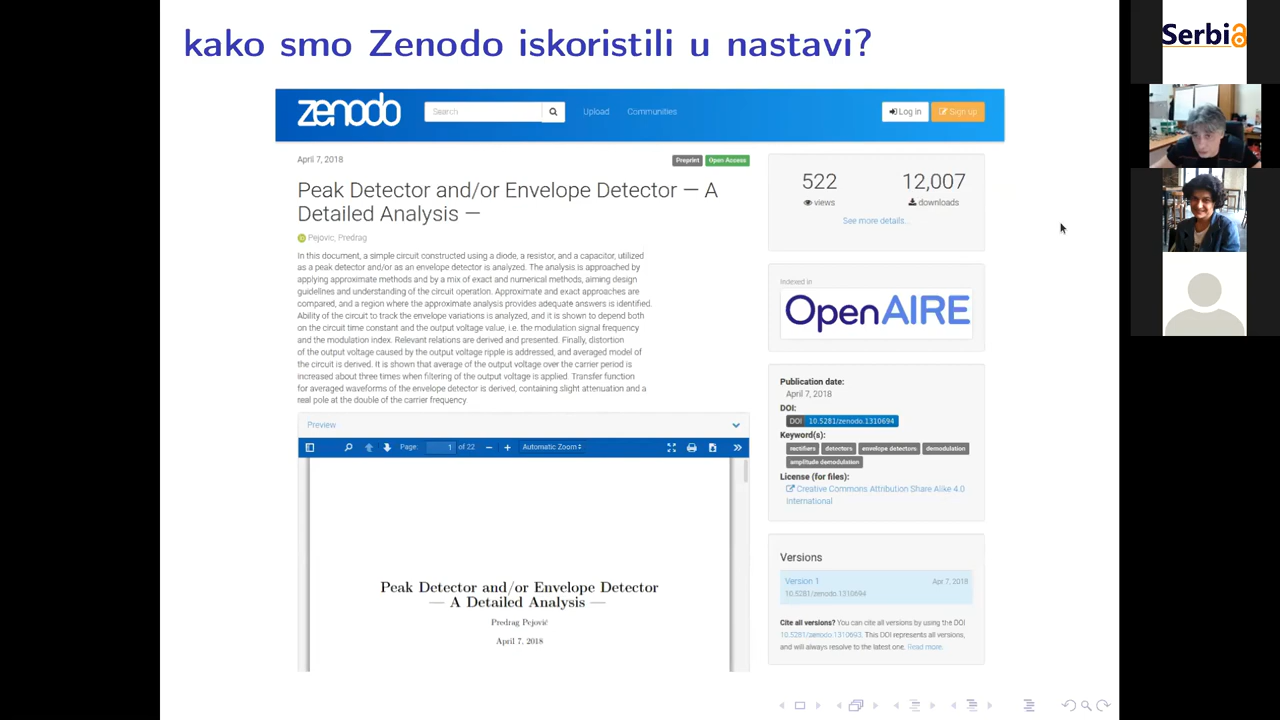 kako smo Zenodo iskoristili u nastavi?
Serbia
zenodo
Search
Upload
Communities
Log in
Sign up
April 7, 2018
Preprint
Open Access
Peak Detector and/or Envelope Detector — A
Detailed Analysis —
Pejovic, Predrag
In this document, a simple circuit constructed using a diode, a resistor, and a capacitor, utilized
as a peak detector and/or as an envelope detector is analyzed. The analysis is approached by
applying approximate methods and by a mix of exact and numerical methods, aiming design
guidelines and understanding of the circuit operation. Approximate and exact approaches are
compared, and a region where the approximate analysis provides adequate answers is identified.
Ability of the circuit to track the envelope variations is analyzed, and it is shown to depend both
on the circuit time constant and the output voltage value, i.e. the modulation signal frequency
and the modulation index. Relevant relations are derived and presented. Finally, distortion
of the output voltage caused by the output voltage ripple is addressed, and averaged model of
the circuit is derived. It is shown that average of the output voltage over the carrier period is
increased about three times when filtering of the output voltage is applied. Transfer function
for averaged waveforms of the envelope detector is derived, containing slight attenuation and a
real pole at the double of the carrier frequency.
Preview
Page: 1 of 22
Automatic Zoom
Peak Detector and/or Envelope Detector
— A Detailed Analysis —
Predrag Pejović
April 7, 2018
522
12,007
views
downloads
See more details...
Indexed in
OpenAIRE
Publication date:
April 7, 2018
DOI:
DOI 10.5281/zenodo.1310694
Keyword(s):
rectifiers detectors envelope detectors demodulation
amplitude demodulation
License (for files):
Creative Commons Attribution Share Alike 4.0
International
Versions
Version 1 Apr 7, 2018
10.5281/zenodo.1310694
Cite all versions? You can cite all versions by using the DOI
10.5281/zenodo.1310693. This DOI represents all versions,
and will always resolve to the latest one. Read more.